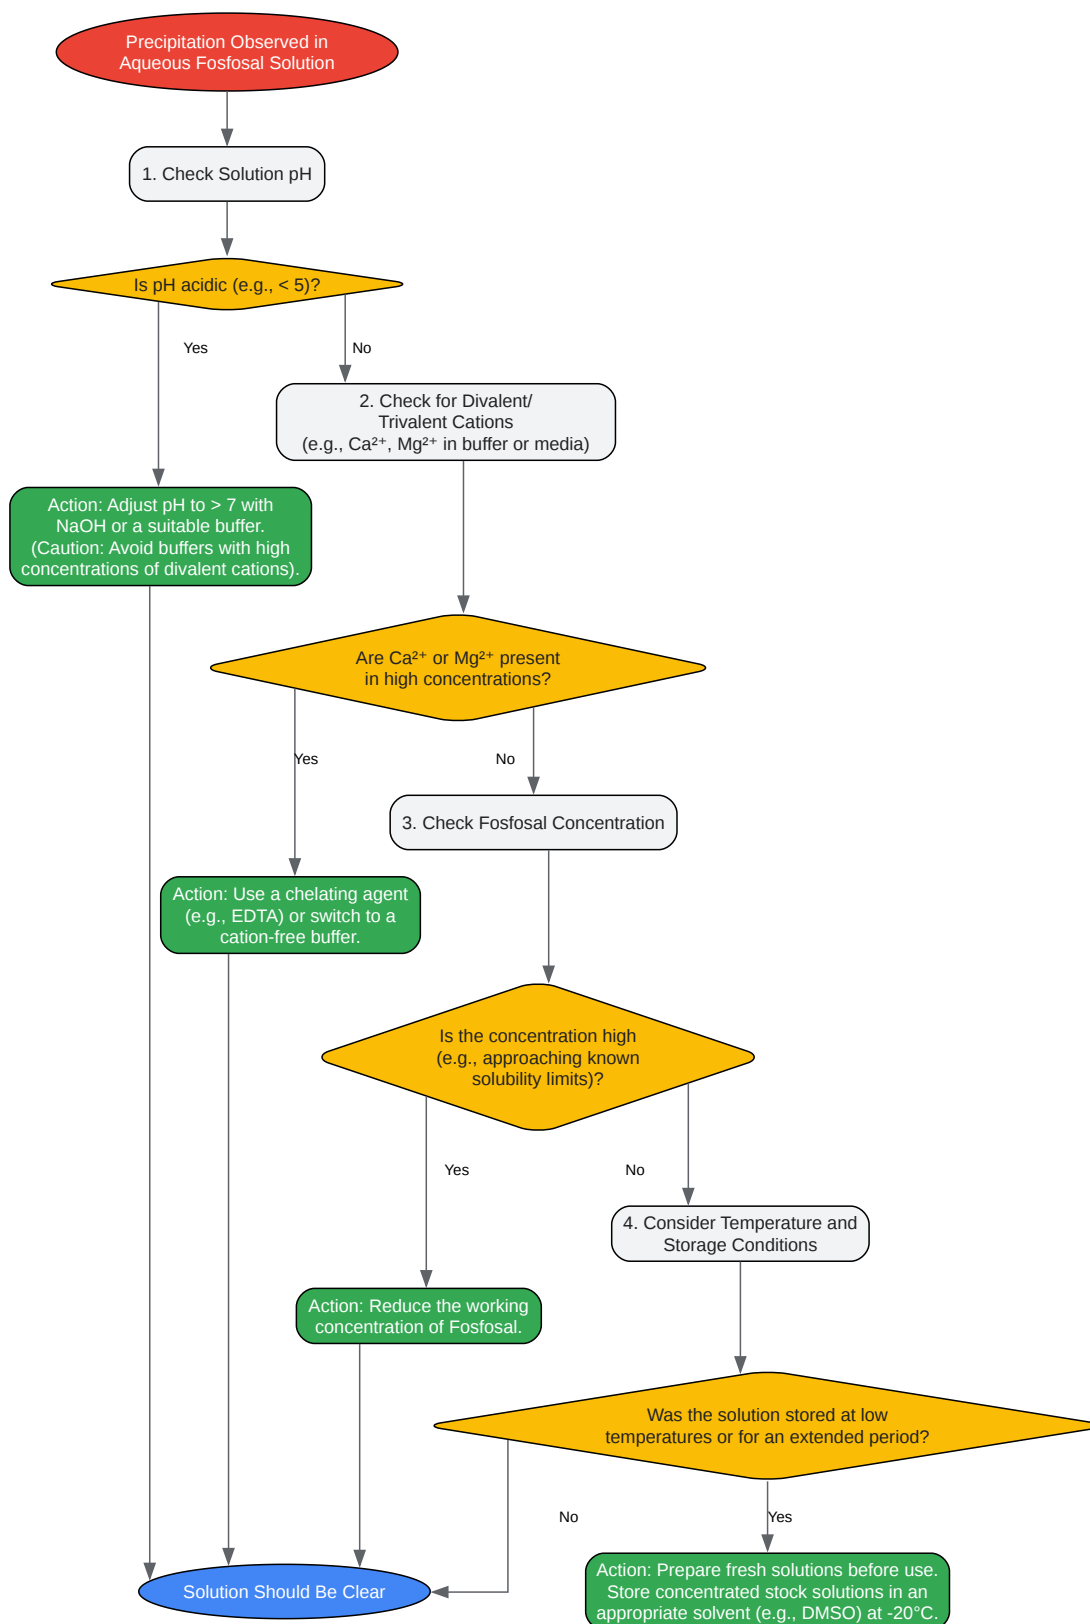 Precipitation Observed in
Aqueous Fosfosal Solution
1. Check Solution pH
Is pH acidic (e.g., < 5)?
Yes
No
2. Check for Divalent/
Trivalent Cations
(e.g., Ca²⁺, Mg²⁺ in buffer or media)
Action: Adjust pH to > 7 with
NaOH or a suitable buffer.
(Caution: Avoid buffers with high
concentrations of divalent cations).
Are Ca²⁺ or Mg²⁺ present
in high concentrations?
Yes
No
3. Check Fosfosal Concentration
Action: Use a chelating agent
(e.g., EDTA) or switch to a
cation-free buffer.
Is the concentration high
(e.g., approaching known
solubility limits)?
Yes
No
4. Consider Temperature and
Storage Conditions
Action: Reduce the working
concentration of Fosfosal.
Was the solution stored at low
temperatures or for an extended period?
No
Yes
Action: Prepare fresh solutions before use.
Store concentrated stock solutions in an
appropriate solvent (e.g., DMSO) at -20°C.
Solution Should Be Clear